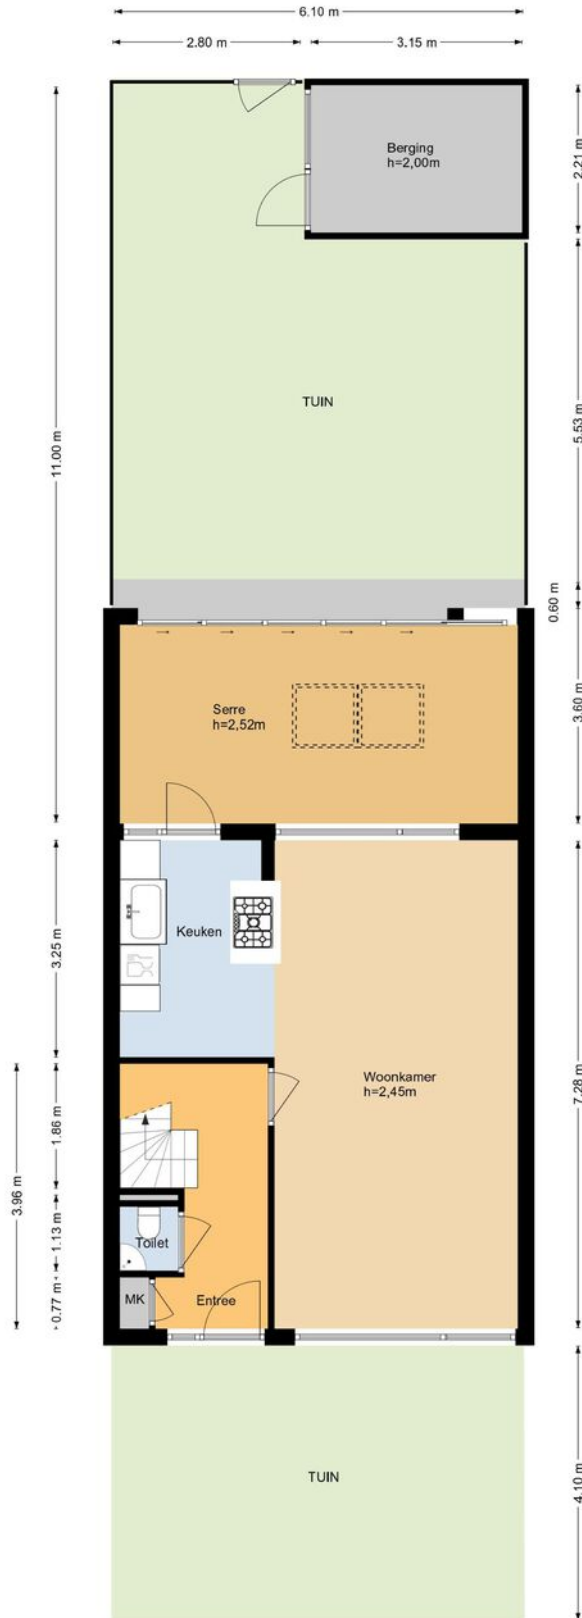 6.10 m
2.80 m
3.15 m
Berging
h=2,00m
2.21 m
TUIN
11.00 m
5.53 m
0.60 m
Serre
h=2,52m
3.60 m
Keuken
3.25 m
Woonkamer
h=2,45m
7.28 m
1.86 m
3.96 m
Toilet
1.13 m
MK
Entree
0.77 m
TUIN
4.10 m